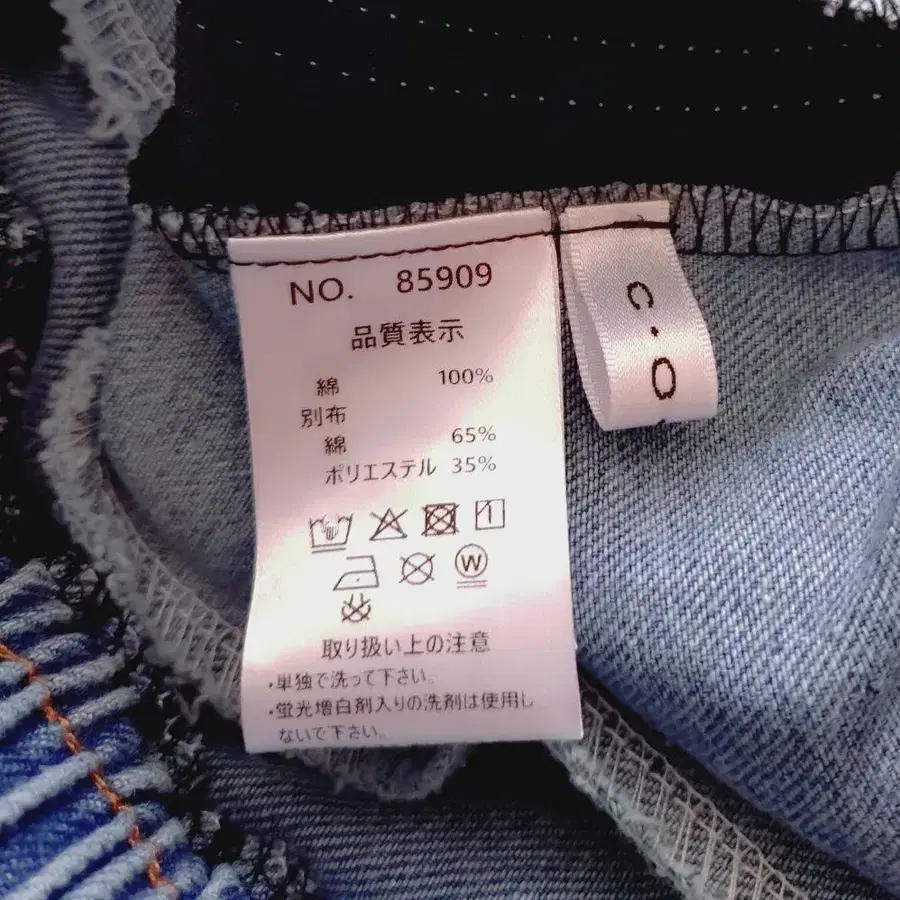 NO. 85909
品質表示
綿 100%
別布
綿 65%
ポリエステル 35%
W
取り扱い上の注意
・単独で洗って下さい。
・蛍光増白剤入りの洗剤は使用し
ないで下さい。
C.O